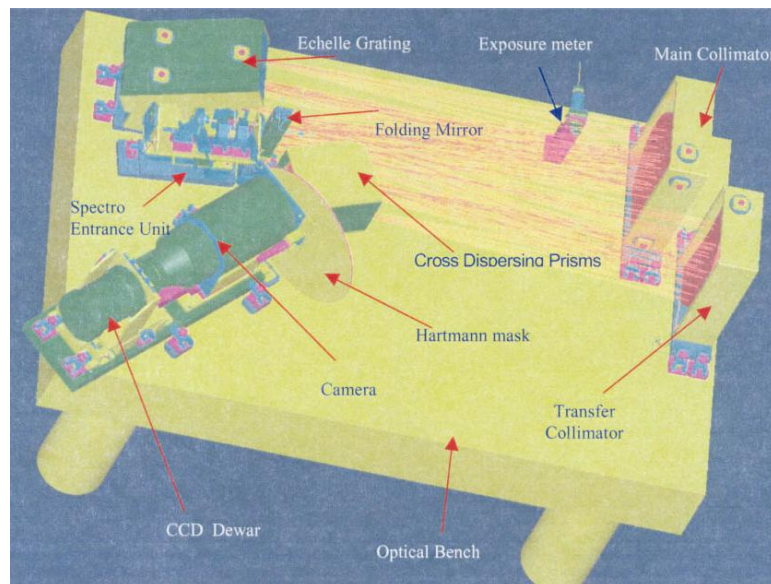 Echelle Grating
Exposure meter
Main Collimator
Folding Mirror
Spectro
Entrance Unit
Cross Dispersing Prisms
Hartmann mask
Camera
Transfer
Collimator
CCD Dewar
Optical Bench